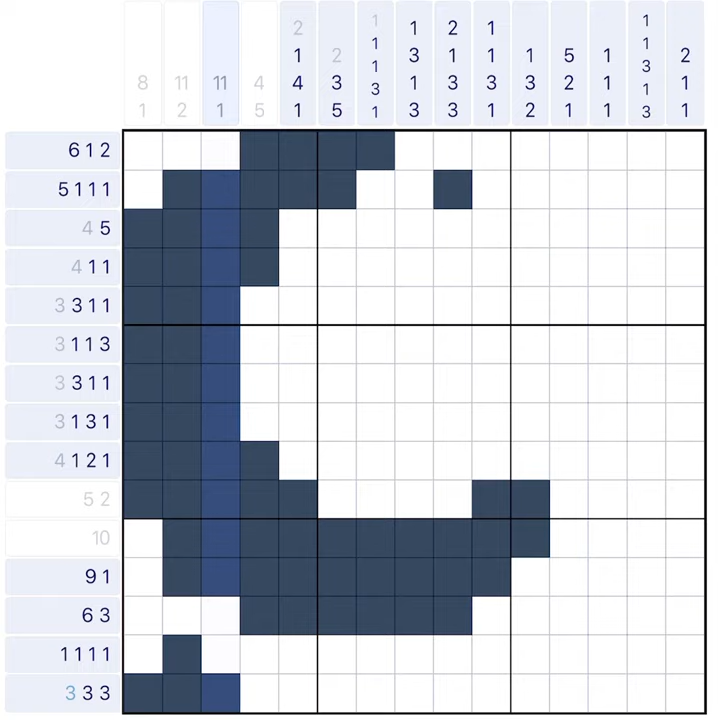 8 11 11 4 2 2 1 1 2 1 1 5 1 1 2
1 2 1 5 1 3 1 3 1 1 3 2 1 1 1
4 5 1 1 3 3 2 1 1 3 1
1 3 3 3 1 1
1 3
6 1 2
5 1 1 1
4 5
4 1 1
3 3 1 1
3 1 1 3
3 3 1 1
3 1 3 1
4 1 2 1
5 2
10
9 1
6 3
1 1 1 1
3 3 3